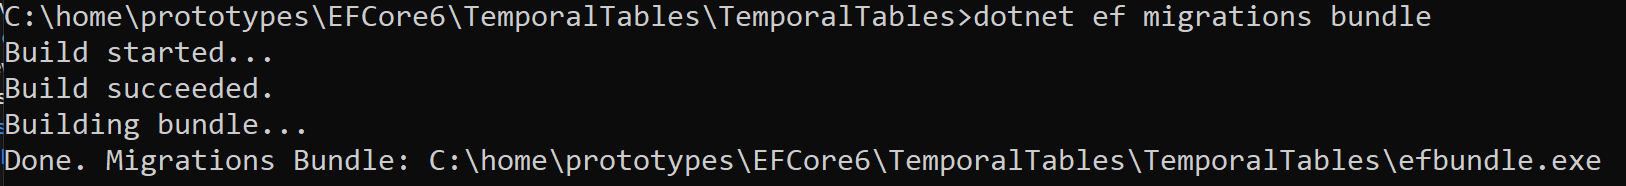 C:\home\prototypes\EFCore6\TemporalTables\TemporalTables>dotnet ef migrations bundle
Build started...
Build succeeded.
Building bundle...
Done. Migrations Bundle: C:\home\prototypes\EFCore6\TemporalTables\TemporalTables\efbundle.exe